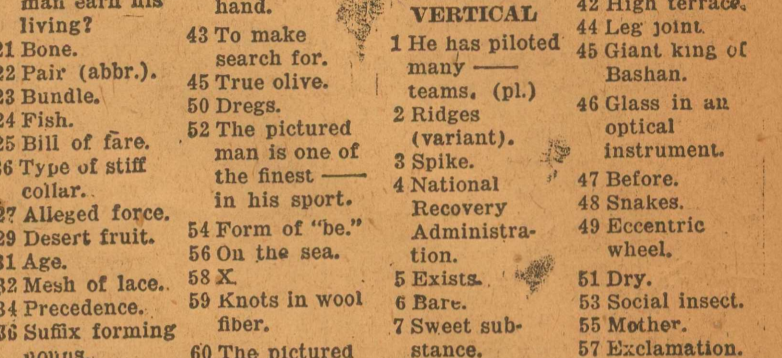 man earn his
living?
21 Bone.
22 Pair (abbr.).
23 Bundle.
24 Fish.
25 Bill of fare.
26 Type of stiff
collar.
27 Alleged force.
29 Desert fruit.
31 Age.
32 Mesh of lace.
34 Precedence.
36 Suffix forming
nouns.
hand.
43 To make
search for.
45 True olive.
50 Dregs.
52 The pictured
man is one of
the finest ——
in his sport.
54 Form of "be."
56 On the sea.
58 X.
59 Knots in wool
fiber.
60 The pictured
VERTICAL
1 He has piloted
many ——
teams. (pl.)
2 Ridges
(variant).
3 Spike.
4 National
Recovery
Administra-
tion.
5 Exists.
6 Bare.
7 Sweet sub-
stance.
42 High terrace.
44 Leg joint.
45 Giant king of
Bashan.
46 Glass in an
optical
instrument.
47 Before.
48 Snakes.
49 Eccentric
wheel.
51 Dry.
53 Social insect.
55 Mother.
57 Exclamation.